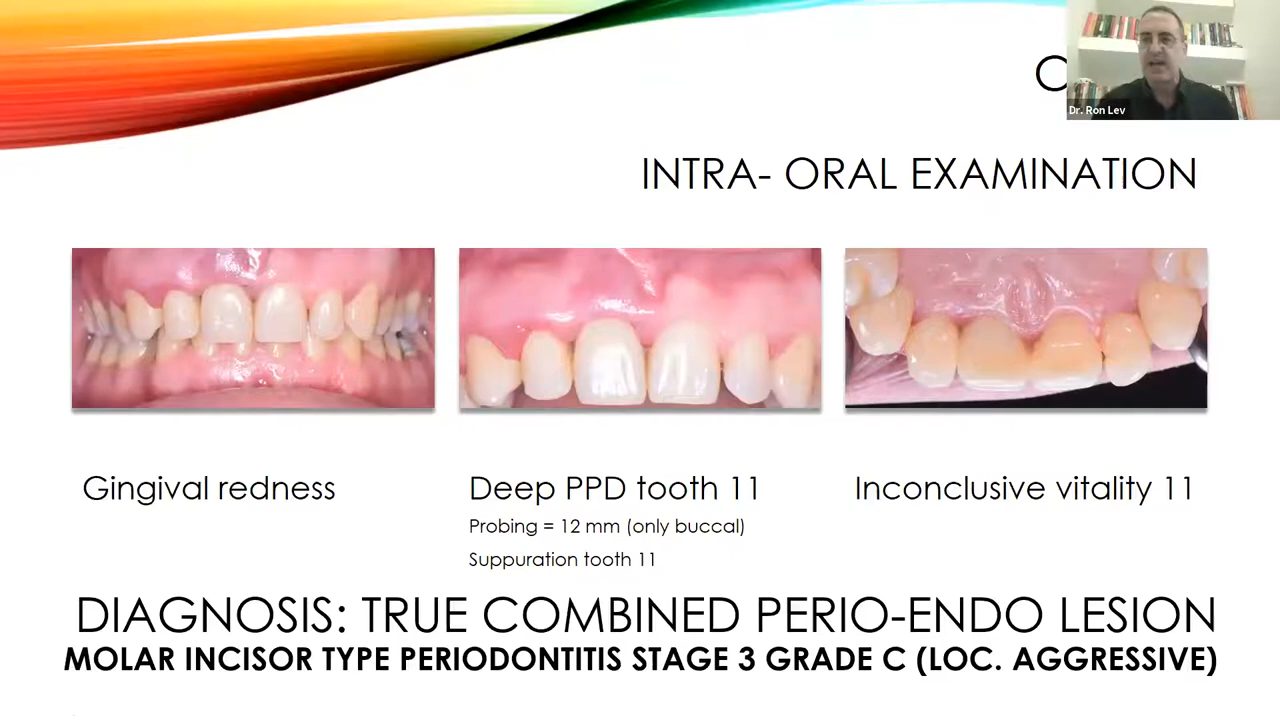 Dr. Ron Lev
INTRA- ORAL EXAMINATION
Gingival redness
Deep PPD tooth 11
Probing = 12 mm (only buccal)
Suppuration tooth 11
Inconclusive vitality 11
DIAGNOSIS: TRUE COMBINED PERIO-ENDO LESION
MOLAR INCISOR TYPE PERIODONTITIS STAGE 3 GRADE C (LOC. AGGRESSIVE)